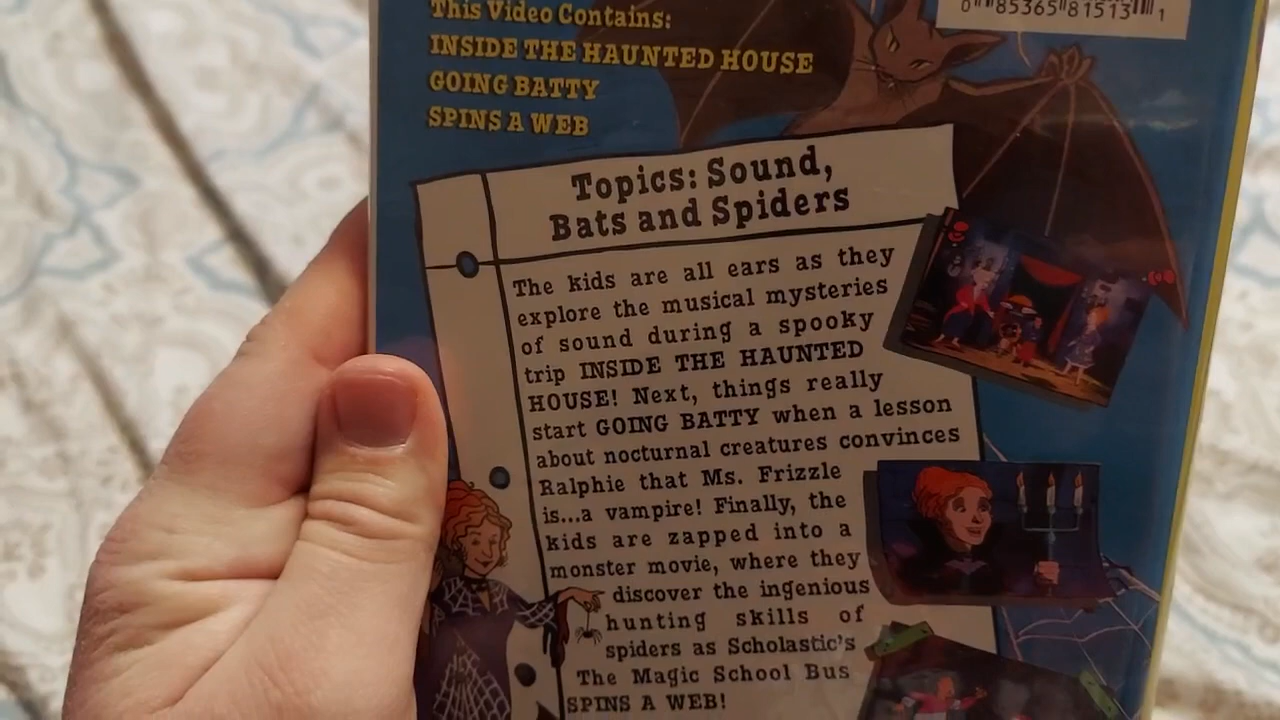 This Video Contains:
INSIDE THE HAUNTED HOUSE
GOING BATTY
SPINS A WEB
0 85365 81513 1
Topics: Sound,
Bats and Spiders
The kids are all ears as they
explore the musical mysteries
of sound during a spooky
trip INSIDE THE HAUNTED
HOUSE! Next, things really
start GOING BATTY when a lesson
about nocturnal creatures convinces
Ralphie that Ms. Frizzle
is...a vampire! Finally, the
kids are zapped into a
monster movie, where they
discover the ingenious
hunting skills of
spiders as Scholastic's
The Magic School Bus
SPINS A WEB!